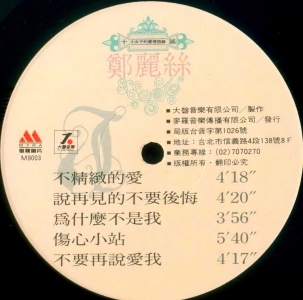 鄭麗絲
大聲音樂有限公司／製作
麥羅音樂傳播有限公司／發行
局版台音字第1026號
地址：台北市信義路4段138號8F
業務專線：(02)7070270
版權所有・翻印必究
M9003
不精緻的愛 4'18"
說再見的不要後悔 4'20"
為什麼不是我 3'56"
傷心小站 5'40"
不要再說愛我 4'17"